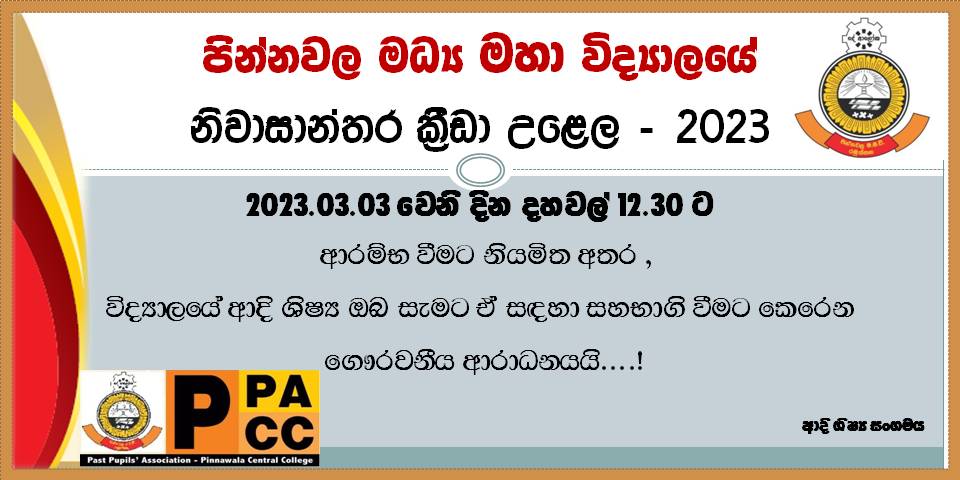 පින්නවල මධ්‍ය මහා විද්‍යාලයේ
නිවාසාන්තර ක්‍රීඩා උළෙල - 2023
2023.03.03 වෙනි දින දහවල් 12.30 ට
ආරම්භ වීමට නියමිත අතර ,
විද්‍යාලයේ ආදි ශිෂ්‍ය ඔබ සැමට ඒ සඳහා සහභාගි වීමට කෙරෙන
ගෞරවනීය ආරාධනයයි....!
P PA
CC
Past Pupils' Association - Pinnawala Central College
ආදි ශිෂ්‍ය සංගමය